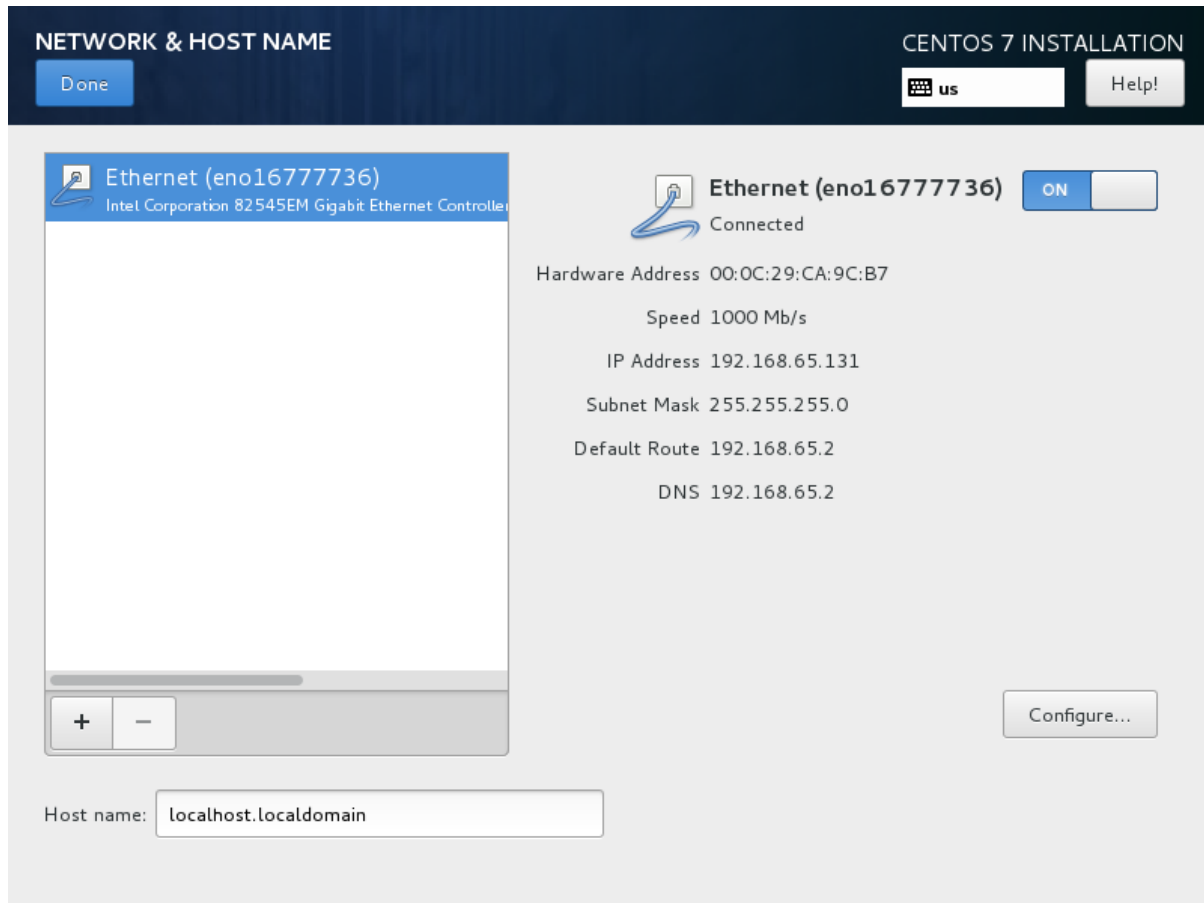 NETWORK & HOST NAME
CENTOS 7 INSTALLATION
Done
us
Help!
Ethernet (eno16777736)
Intel Corporation 82545EM Gigabit Ethernet Controller
Ethernet (eno16777736)
ON
Connected
Hardware Address 00:0C:29:CA:9C:B7
Speed 1000 Mb/s
IP Address 192.168.65.131
Subnet Mask 255.255.255.0
Default Route 192.168.65.2
DNS 192.168.65.2
+ −
Configure...
Host name: localhost.localdomain